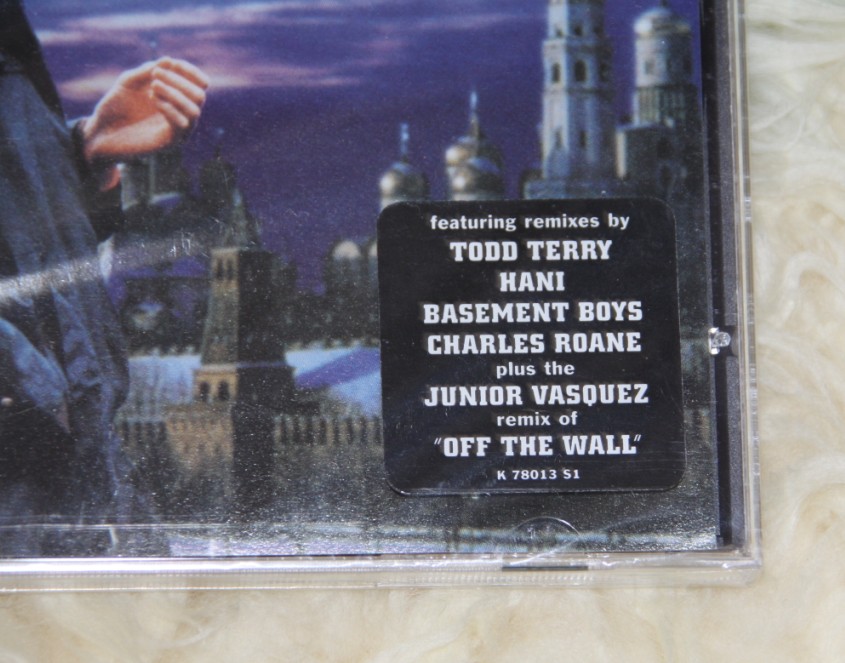 featuring remixes by
TODD TERRY
HANI
BASEMENT BOYS
CHARLES ROANE
plus the
JUNIOR VASQUEZ
remix of
"OFF THE WALL"
K 78013 S1